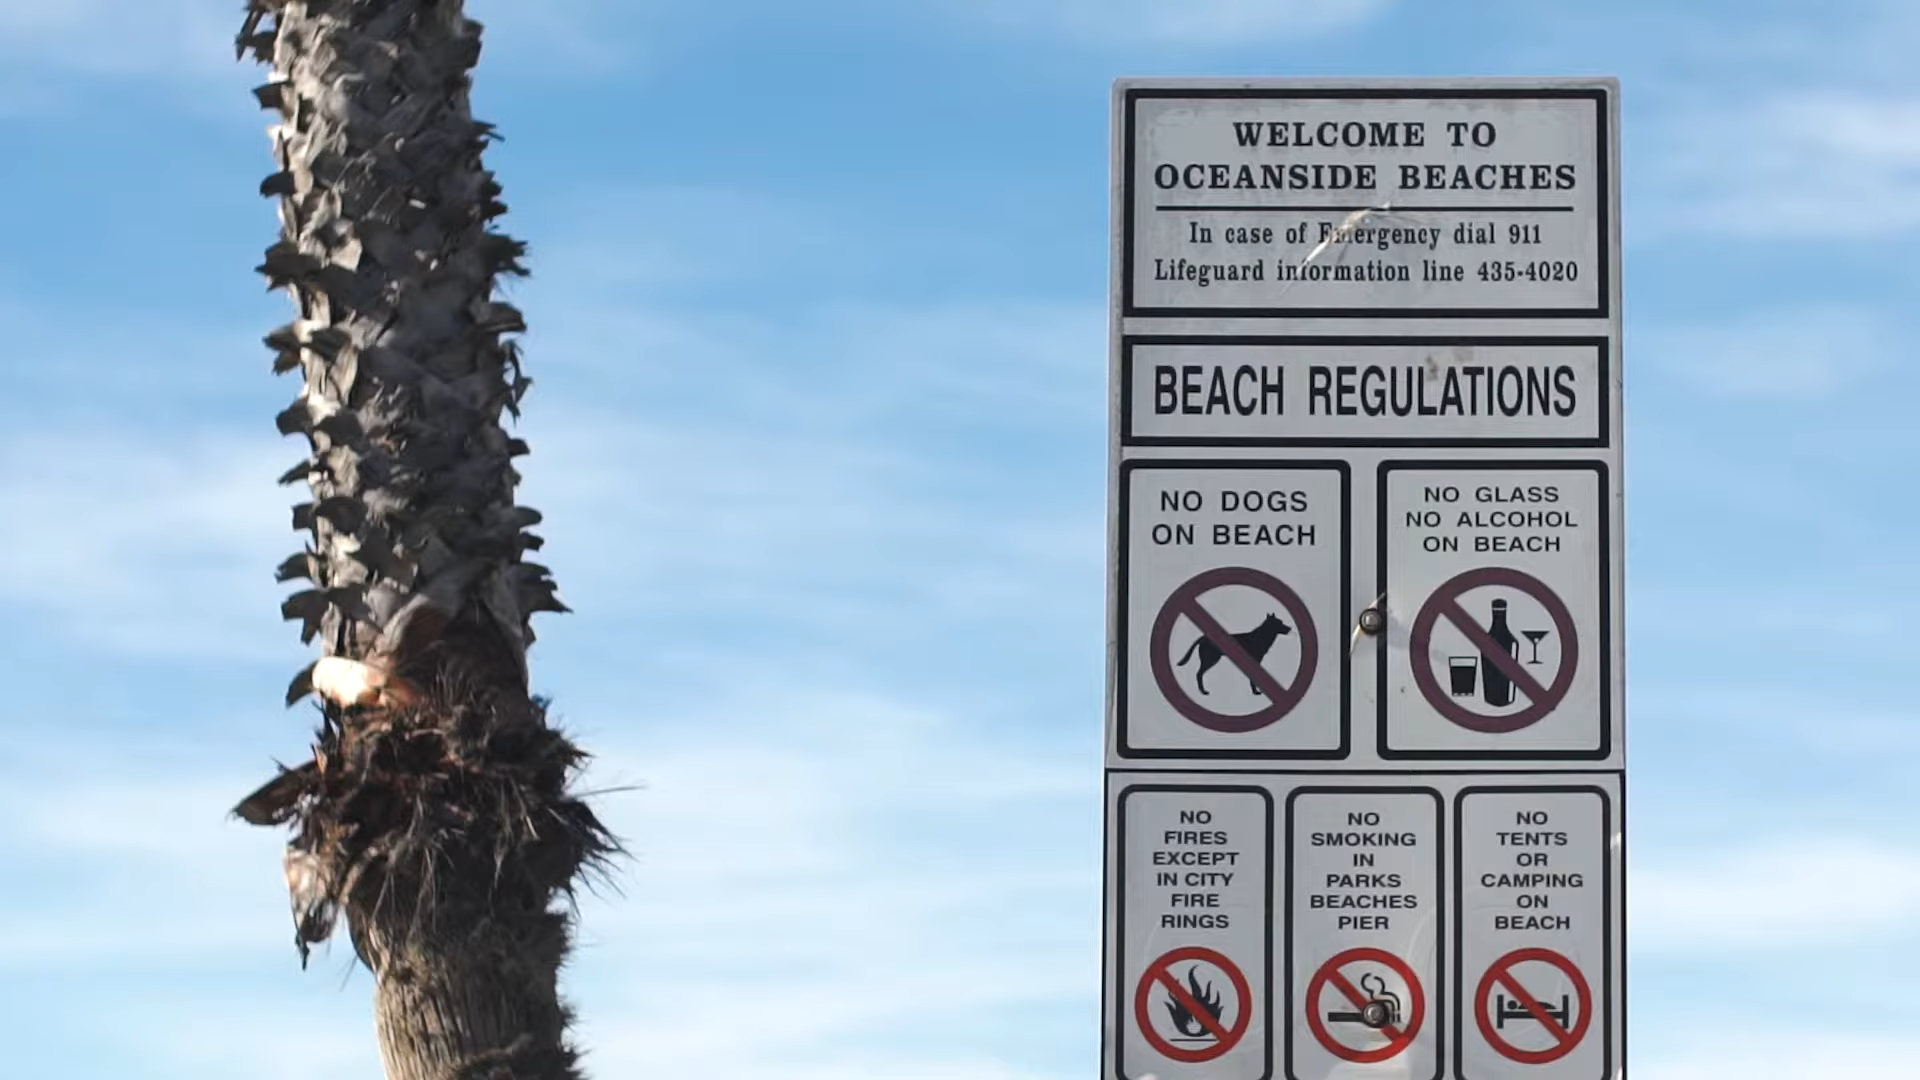 WELCOME TO
OCEANSIDE BEACHES
In case of Emergency dial 911
Lifeguard information line 435-4020
BEACH REGULATIONS
NO DOGS
ON BEACH
NO GLASS
NO ALCOHOL
ON BEACH
NO
FIRES
EXCEPT
IN CITY
FIRE
RINGS
NO
SMOKING
IN
PARKS
BEACHES
PIER
NO
TENTS
OR
CAMPING
ON
BEACH